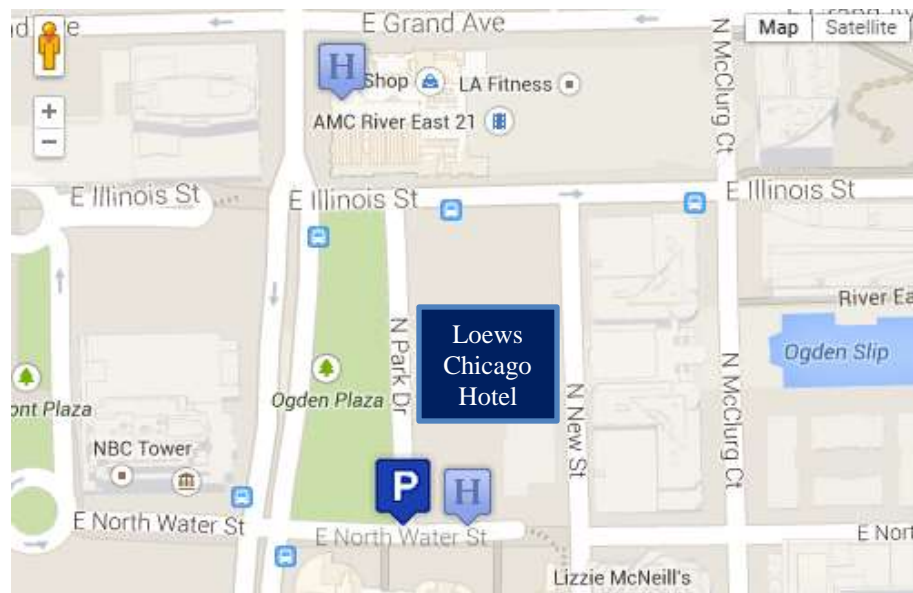 E Grand Ave
Map
Satellite
N McClurg Ct
H
Shop
LA Fitness
AMC River East 21
E Illinois St
E Illinois St
E Illinois St
River Ea
Loews
Chicago
Hotel
N Park Dr
Ogden Slip
Ogden Plaza
ont Plaza
N New St
N McClurg Ct
NBC Tower
P
H
E North Water St
E North Water St
E Nort
Lizzie McNeill's